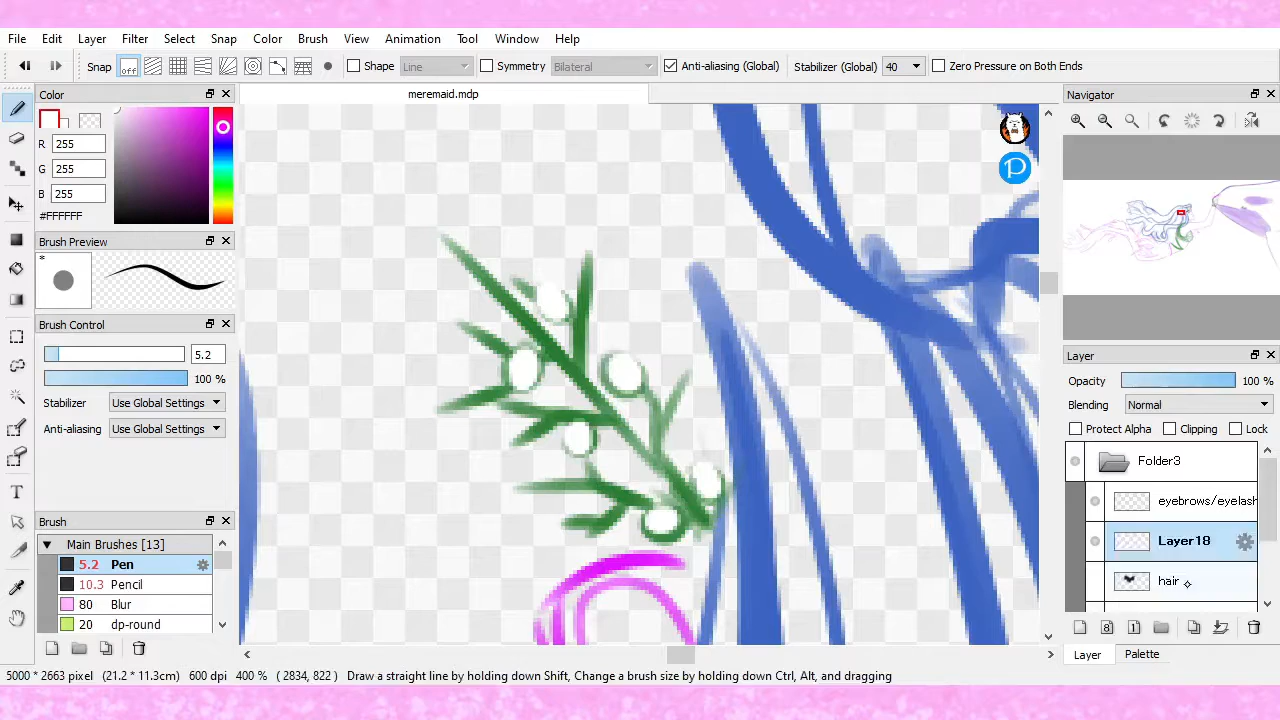 File Edit Layer Filter Select Snap Color Brush View Animation Tool Window Help
Snap off Shape Line Symmetry Bilateral Anti-aliasing (Global) Stabilizer (Global) 40 Zero Pressure on Both Ends
Color
meremaid.mdp
Navigator
R 255
G 255
B 255
#FFFFFF
Brush Preview
*
Brush Control
5.2
100 %
Stabilizer Use Global Settings
Anti-aliasing Use Global Settings
Layer
Opacity 100 %
Blending Normal
Protect Alpha Clipping Lock
Folder3
eyebrows/eyelash
Layer18
hair
Brush
Main Brushes [13]
5.2 Pen
10.3 Pencil
80 Blur
20 dp-round
8 1
Layer Palette
5000 * 2663 pixel (21.2 * 11.3cm) 600 dpi 400 % ( 2834, 822 ) Draw a straight line by holding down Shift, Change a brush size by holding down Ctrl, Alt, and dragging